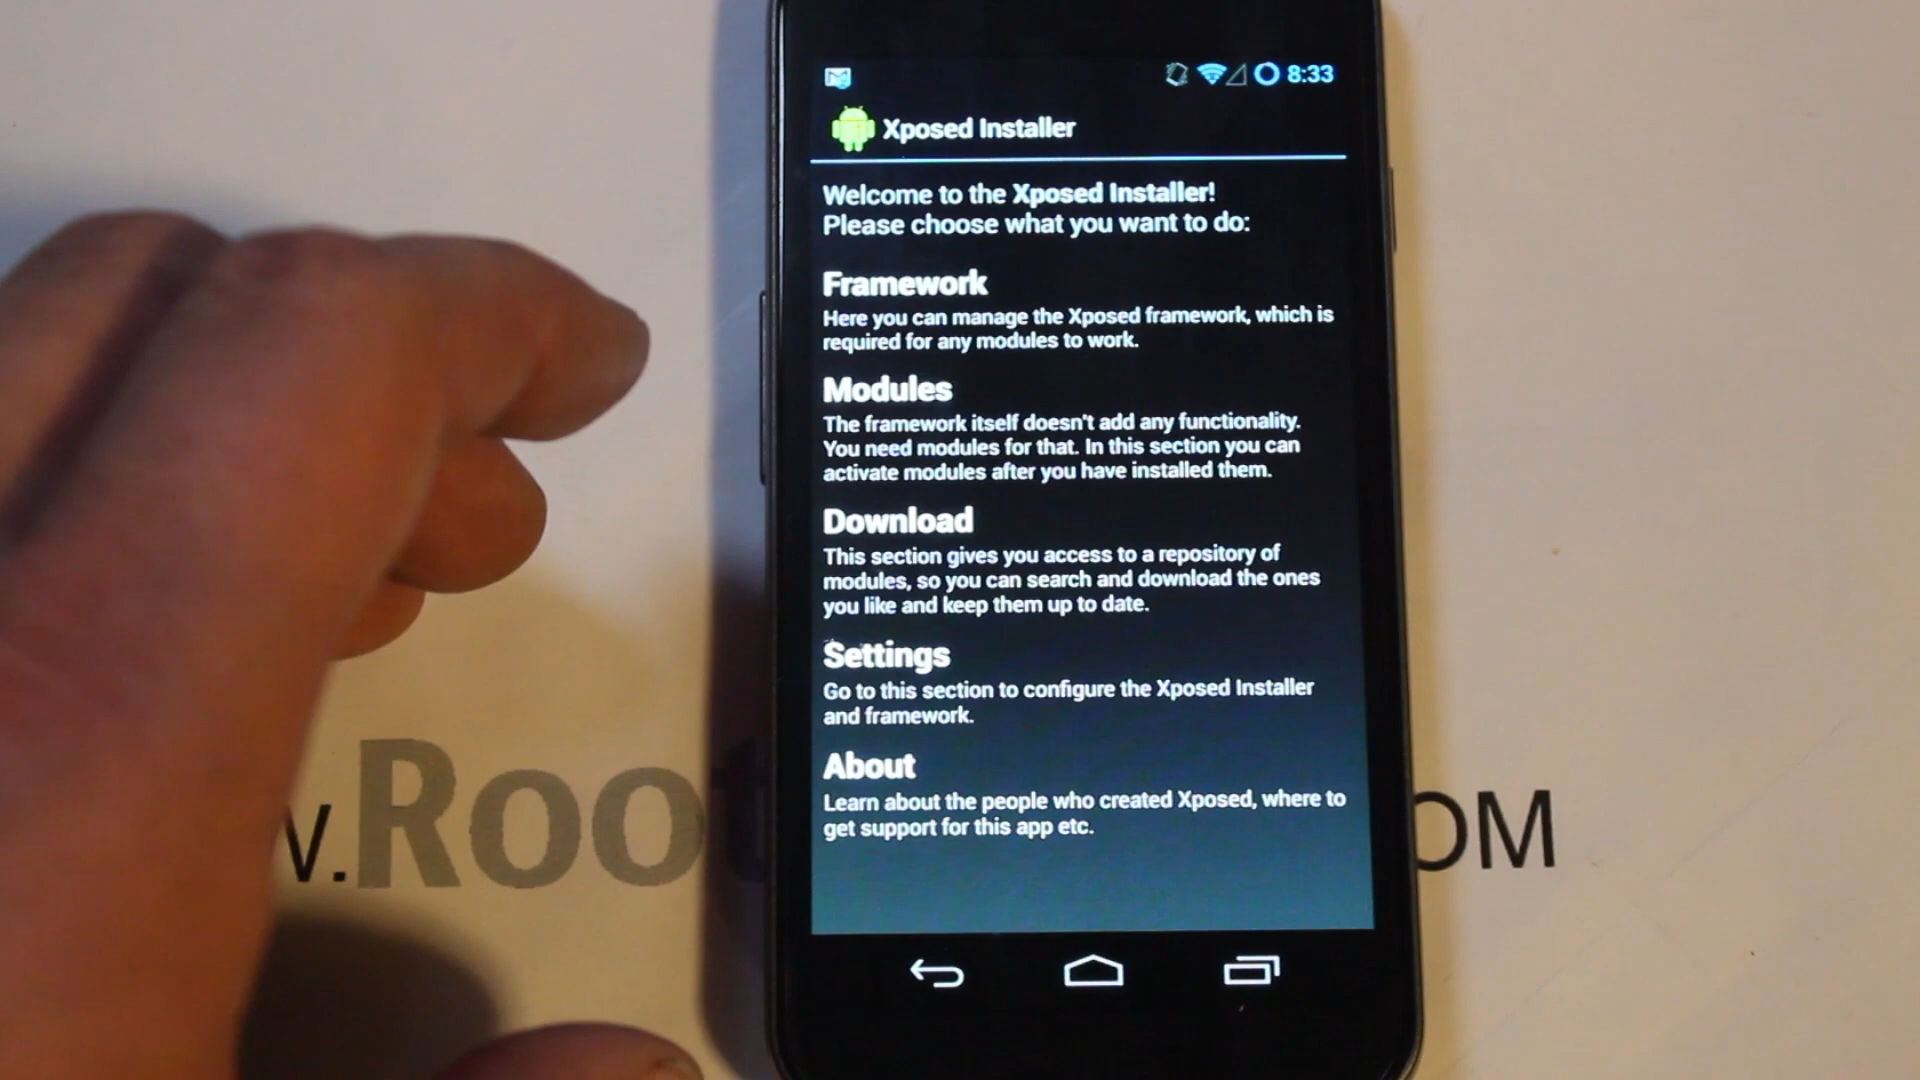 8:33
Xposed Installer
Welcome to the Xposed Installer!
Please choose what you want to do:
Framework
Here you can manage the Xposed framework, which is
required for any modules to work.
Modules
The framework itself doesn't add any functionality.
You need modules for that. In this section you can
activate modules after you have installed them.
Download
This section gives you access to a repository of
modules, so you can search and download the ones
you like and keep them up to date.
Settings
Go to this section to configure the Xposed Installer
and framework.
About
Learn about the people who created Xposed, where to
get support for this app etc.